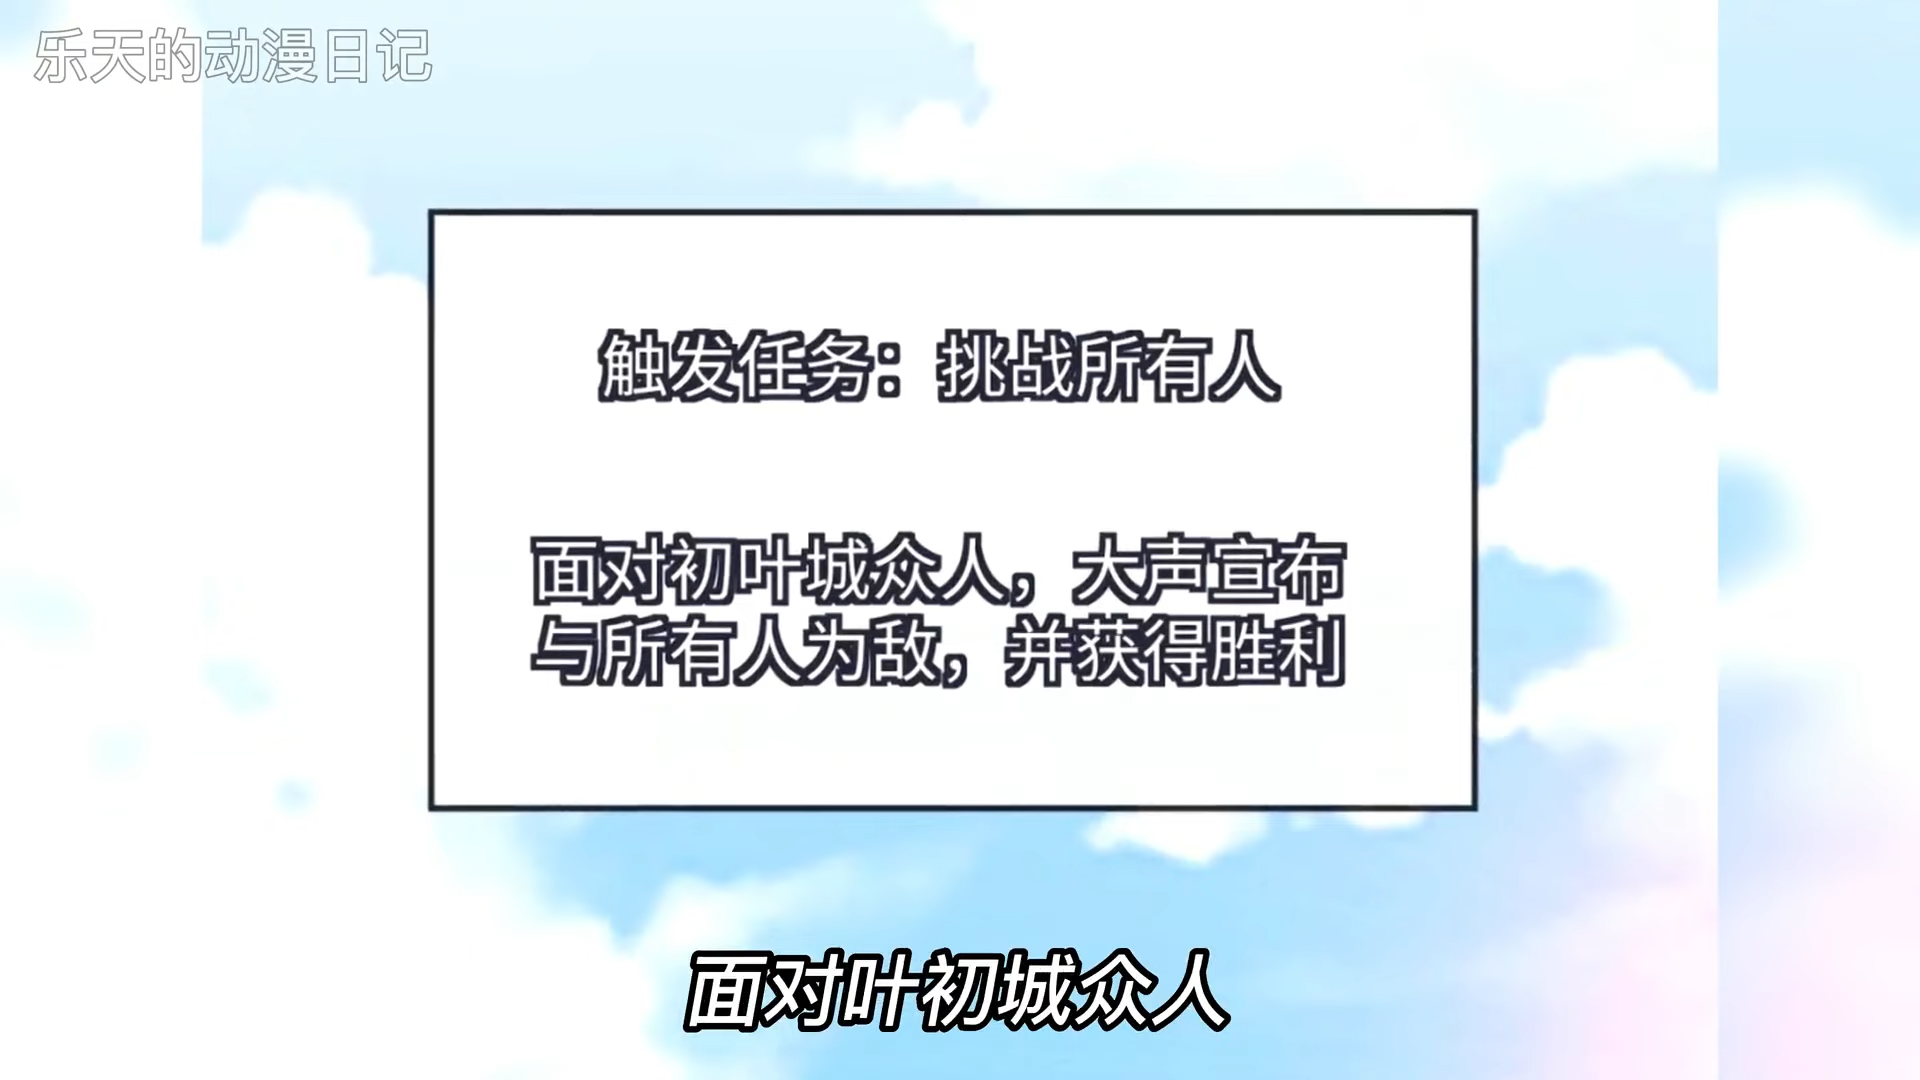 乐天的动漫日记
触发任务：挑战所有人
面对初叶城众人，大声宣布
与所有人为敌，并获得胜利
面对叶初城众人